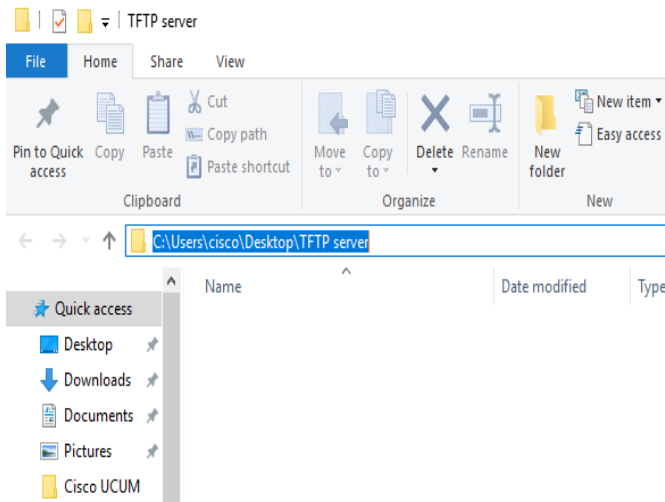 TFTP server
File Home Share View
Pin to Quick access
Copy
Paste
Cut
Copy path
Paste shortcut
Clipboard
Move to
Copy to
Delete
Rename
Organize
New folder
New item
Easy access
New
C:\Users\cisco\Desktop\TFTP server
Name Date modified Type
Quick access
Desktop
Downloads
Documents
Pictures
Cisco UCUM